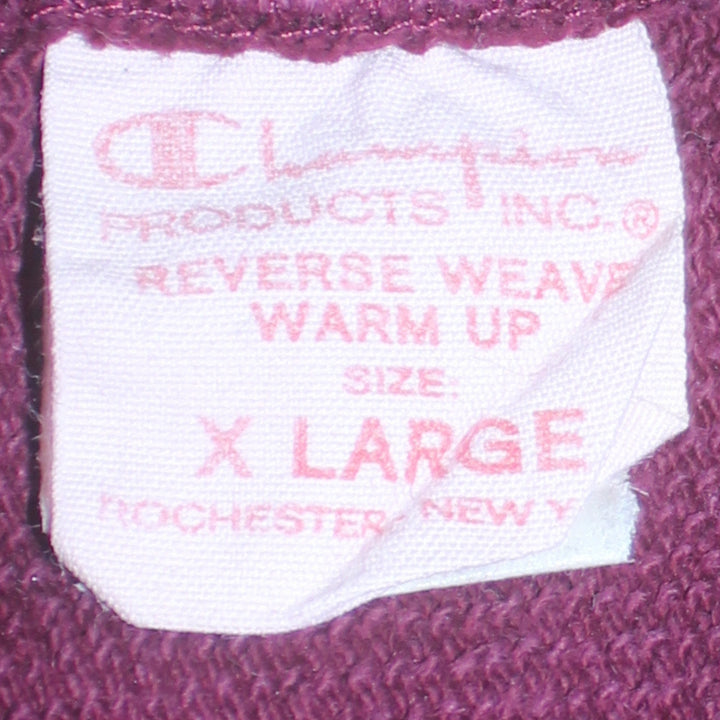 Champion
PRODUCTS INC.®
REVERSE WEAVE
WARM UP
SIZE:
X LARGE
ROCHESTER, NEW Y